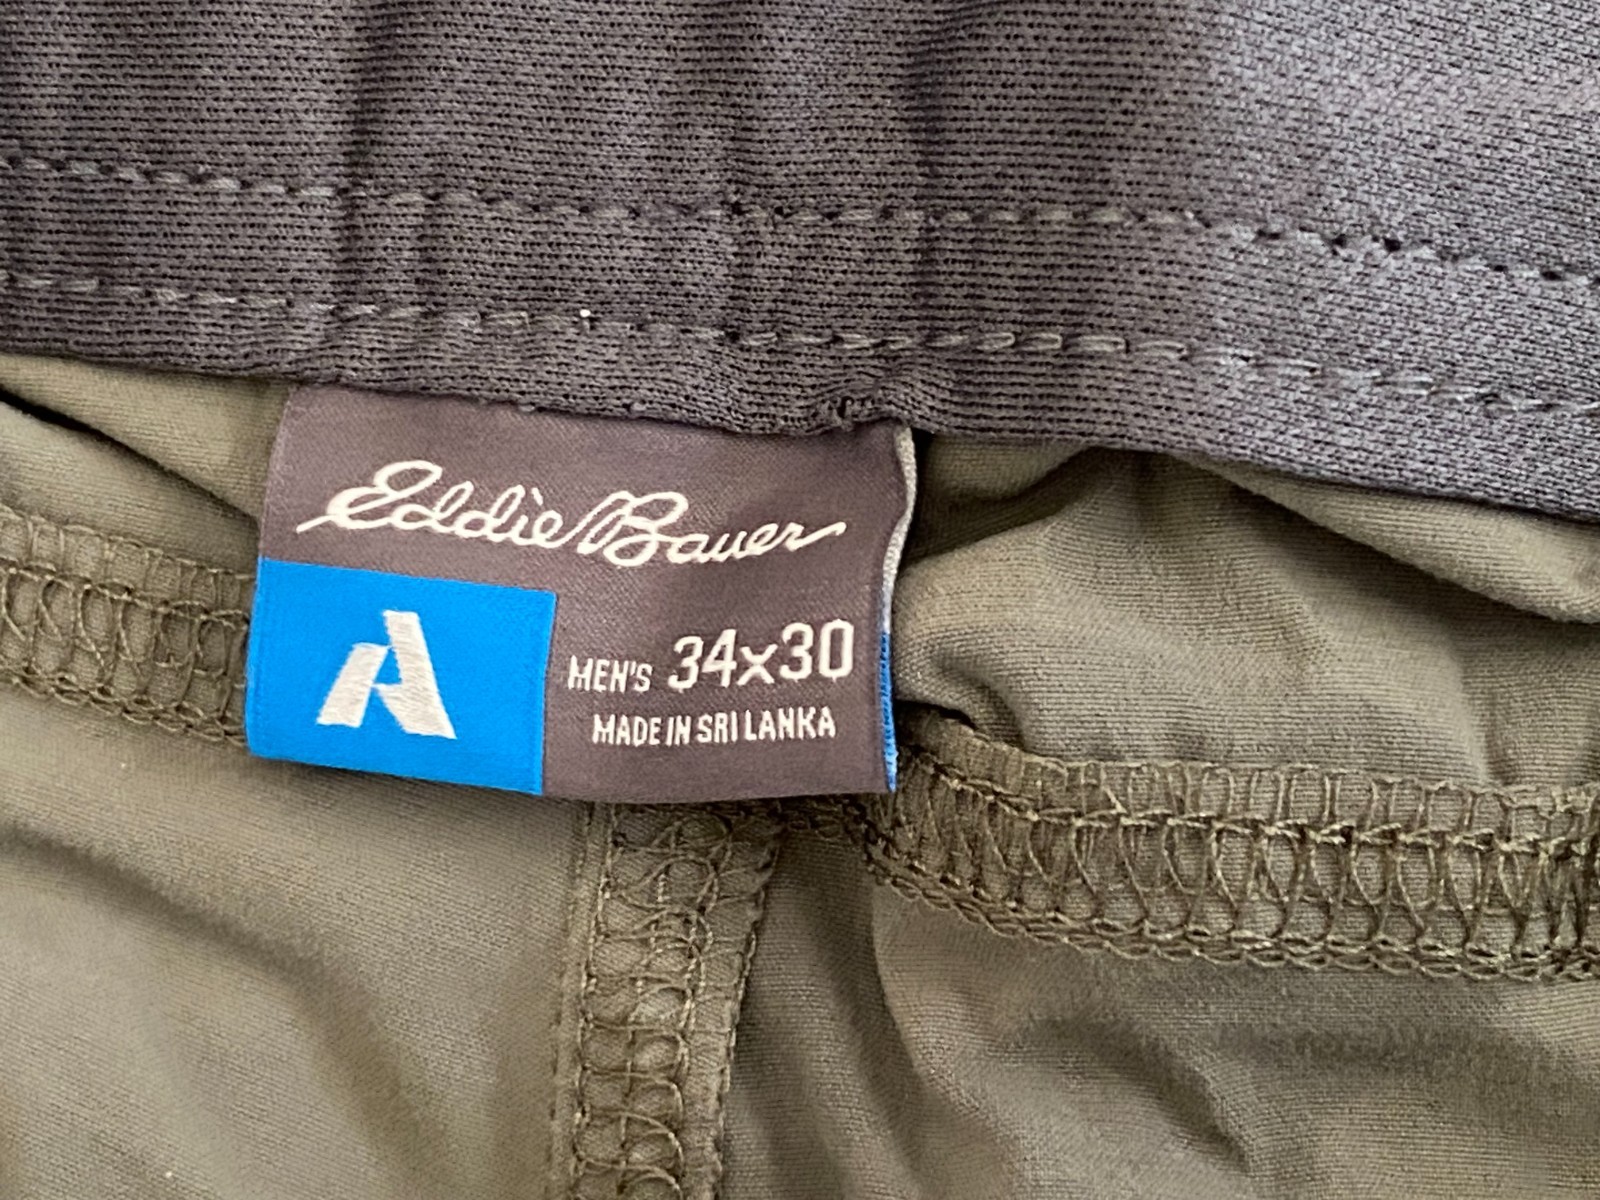 Eddie Bauer
MEN'S 34x30
MADE IN SRI LANKA